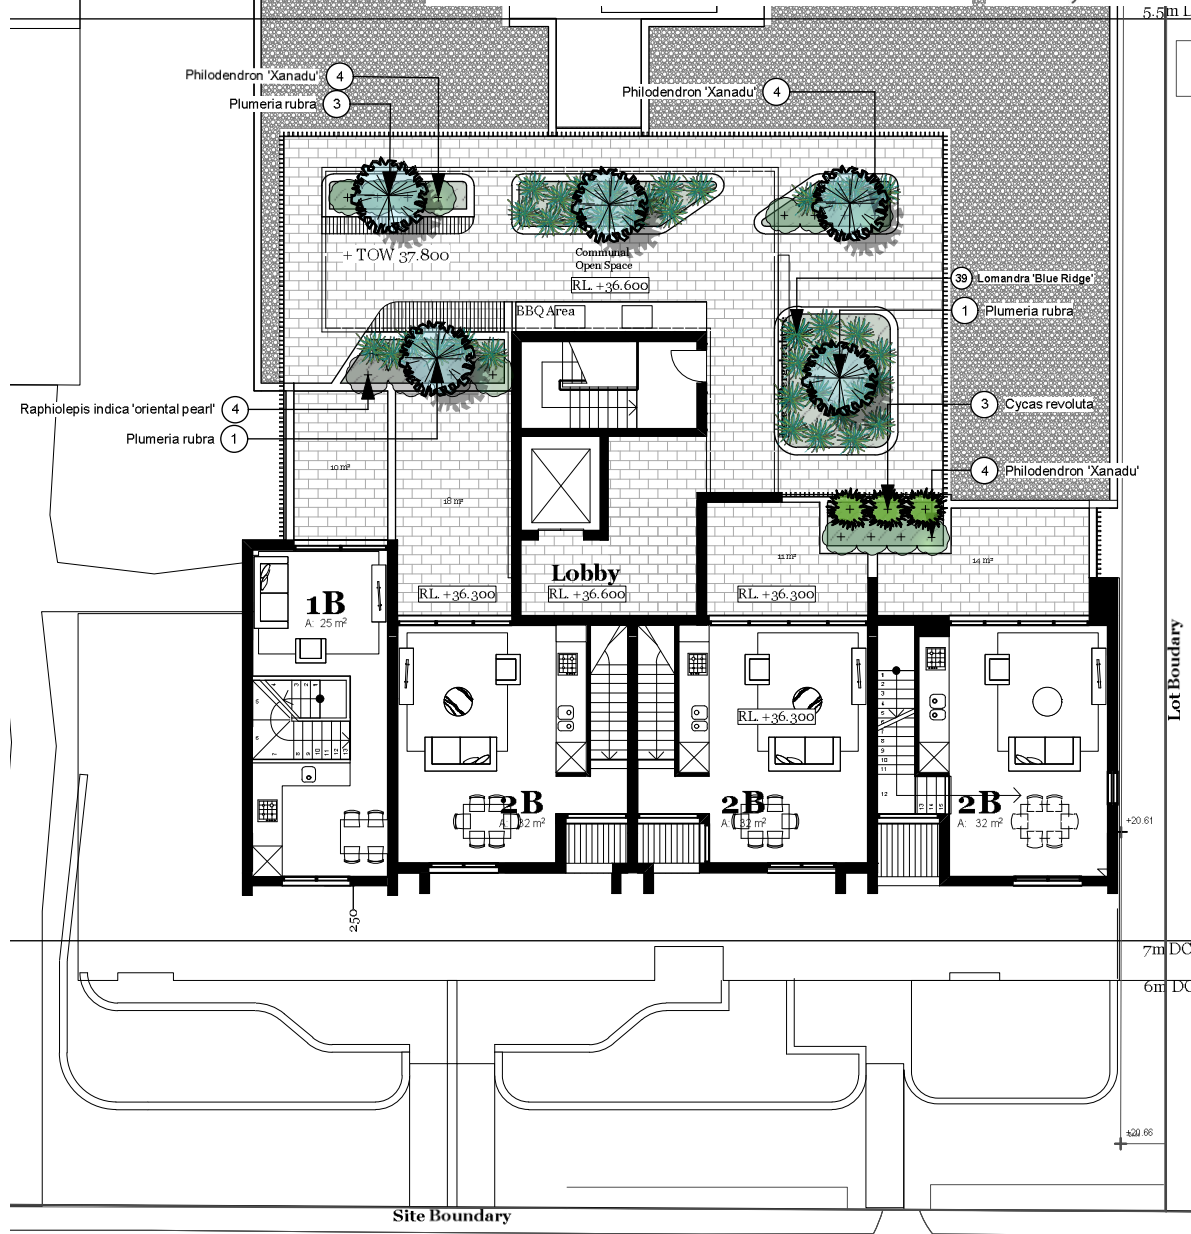 5.5m
Philodendron 'Xanadu' 4
Plumeria rubra 3
Philodendron 'Xanadu' 4
+ TOW 37.800
Communal
Open Space
RL. +36.600
39 Lomandra 'Blue Ridge'
BBQ Area
1 Plumeria rubra
Raphiolepis indica 'oriental pearl' 4
3 Cycas revoluta
Plumeria rubra 1
10 m²
4 Philodendron 'Xanadu'
18 m²
11 m²
14 m²
Lobby
RL. +36.300
RL. +36.600
RL. +36.300
1B
A: 25 m²
Lot Boudary
RL. +36.300
2B
A: 32 m²
2B
A: 32 m²
2B
A: 32 m²
+20.61
250
7m DC
6m DC
+20.66
Site Boundary